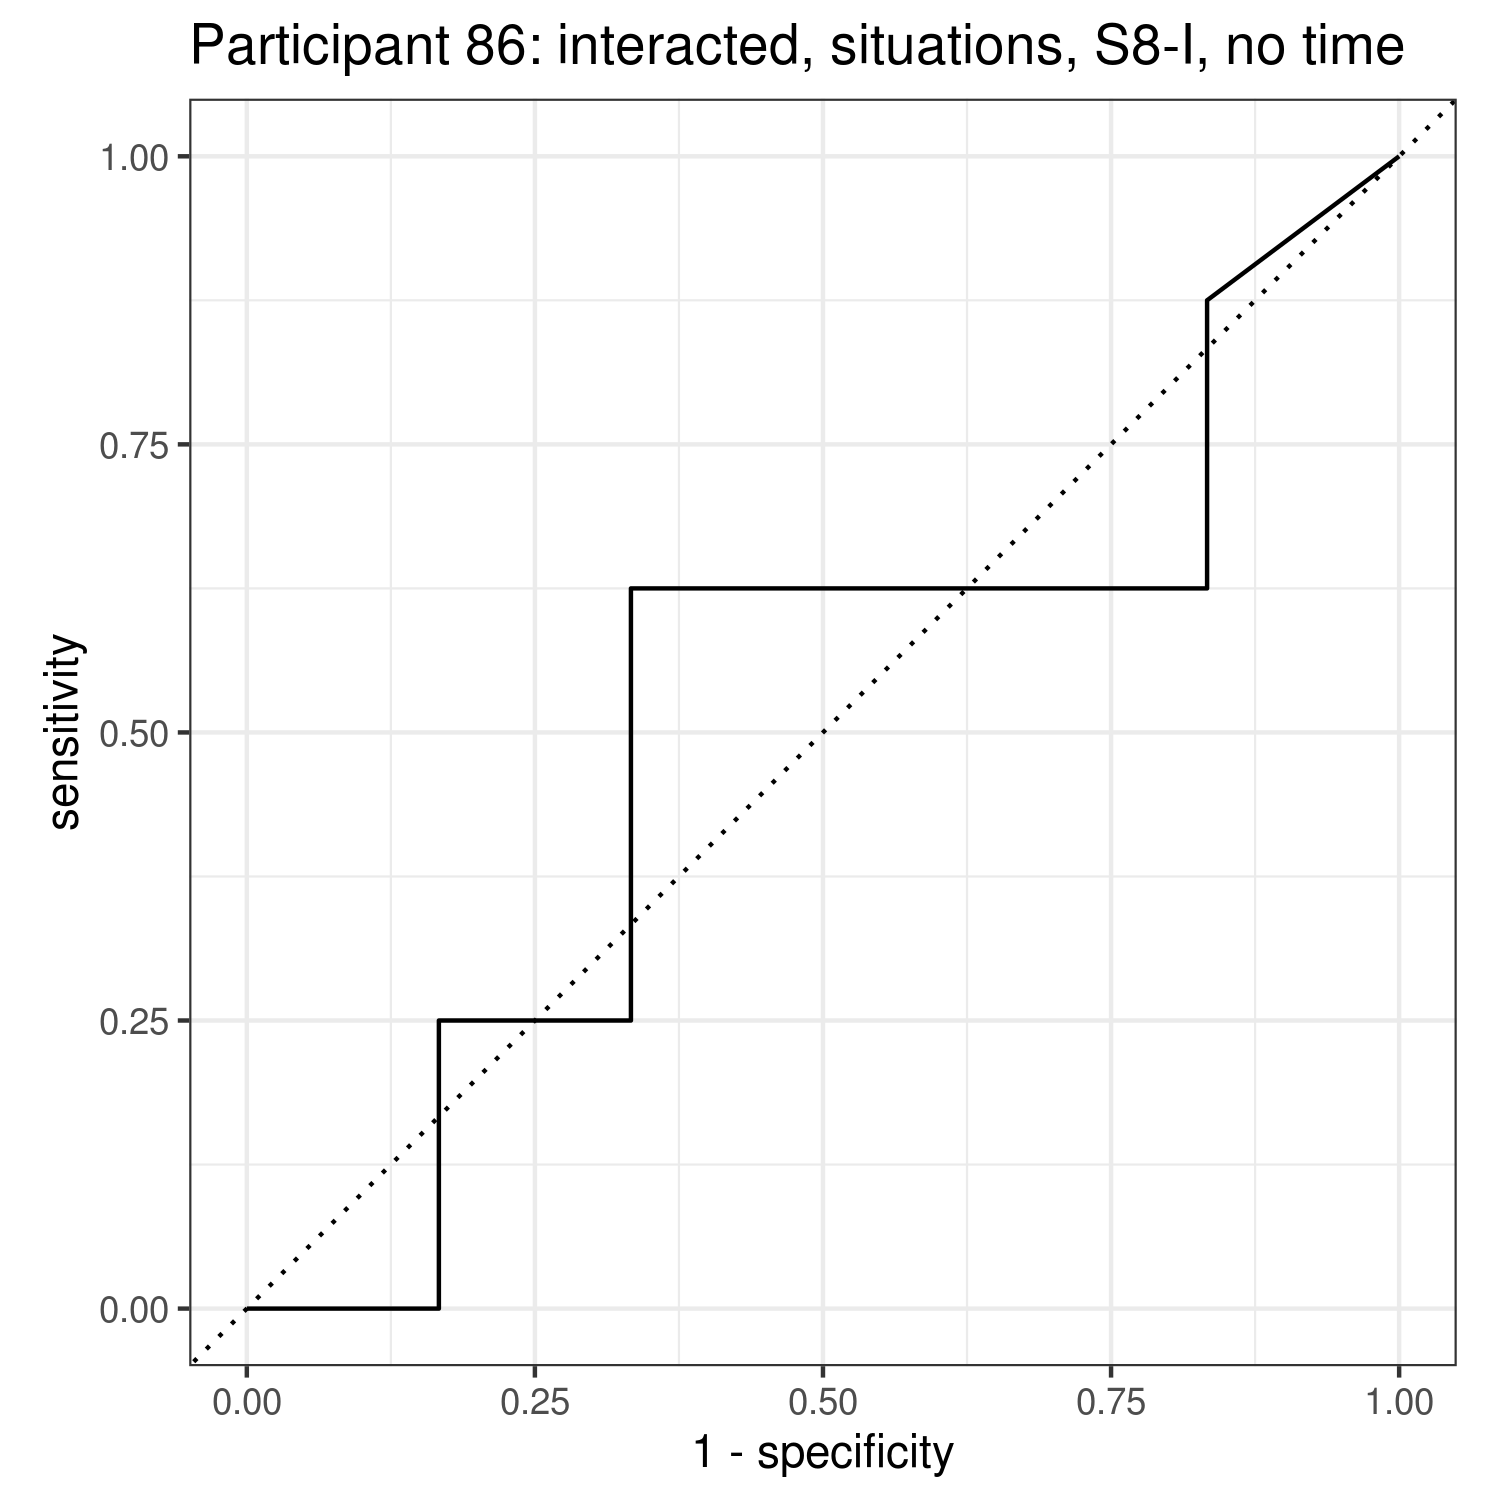 Participant 86: interacted, situations, S8-I, no time
1.00
0.75
0.50
0.25
0.00
sensitivity
0.00 0.25 0.50 0.75 1.00
1 - specificity